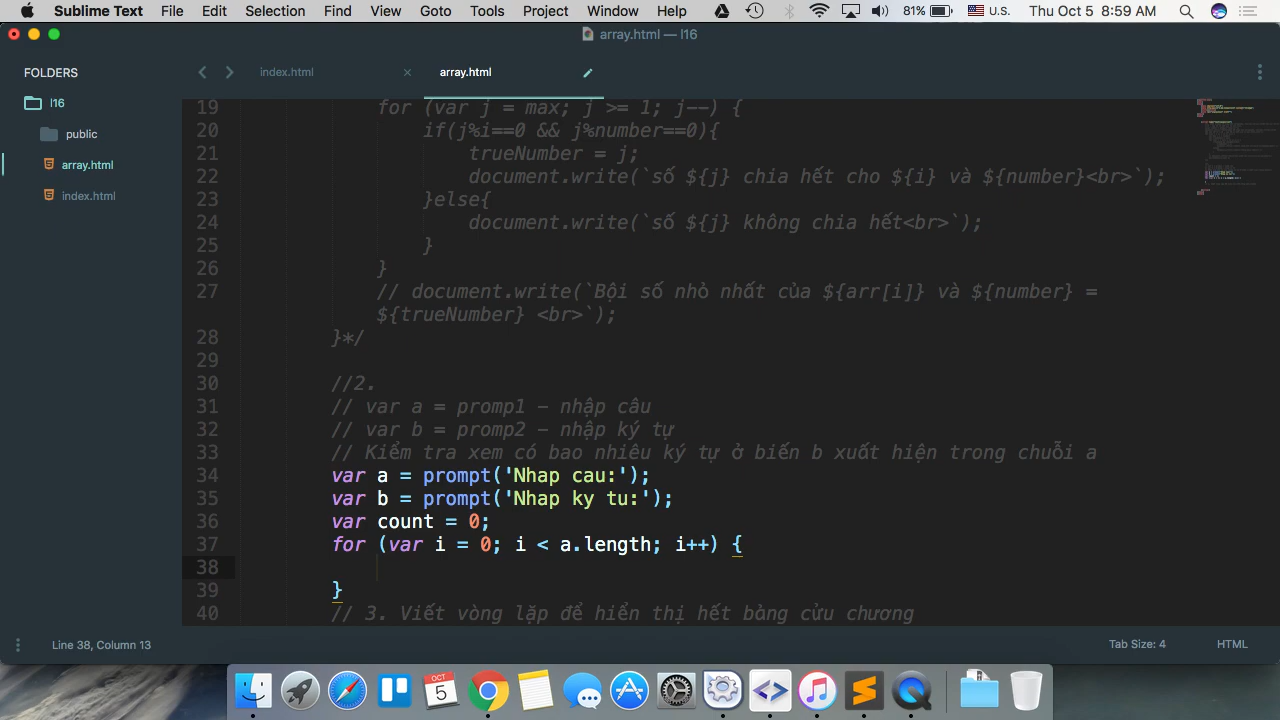 Sublime Text File Edit Selection Find View Goto Tools Project Window Help 81% U.S. Thu Oct 5 8:59 AM
array.html — l16
FOLDERS
l16
public
array.html
index.html
index.html ×
array.html
19 for (var j = max; j >= 1; j--) {
20 if(j%i==0 && j%number==0){
21 trueNumber = j;
22 document.write(`số ${j} chia hết cho ${i} và ${number}<br>`);
23 }else{
24 document.write(`số ${j} không chia hết<br>`);
25 }
26 }
27 // document.write(`Bội số nhỏ nhất của ${arr[i]} và ${number} =
${trueNumber} <br>`);
28 }*/
29
30 //2.
31 // var a = promp1 - nhập câu
32 // var b = promp2 - nhập ký tự
33 // Kiểm tra xem có bao nhiêu ký tự ở biến b xuất hiện trong chuỗi a
34 var a = prompt('Nhap cau:');
35 var b = prompt('Nhap ky tu:');
36 var count = 0;
37 for (var i = 0; i < a.length; i++) {
38
39 }
40 // 3. Viết vòng lặp để hiển thị hết bảng cửu chương
Line 38, Column 13 Tab Size: 4 HTML
OCT
5